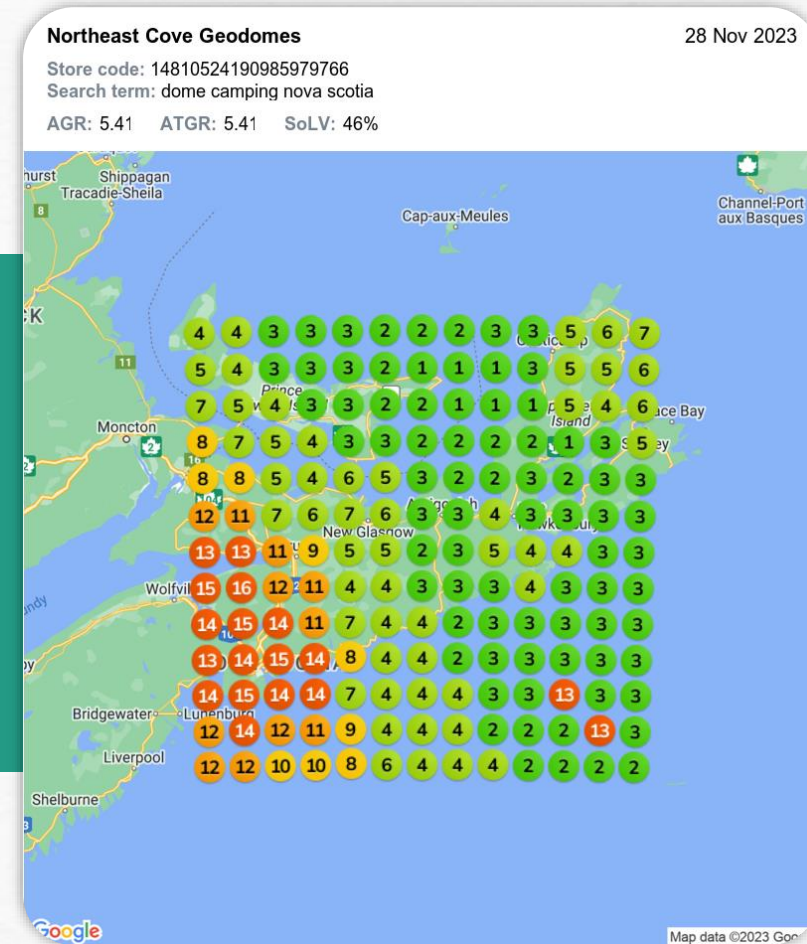 Northeast Cove Geodomes 28 Nov 2023
Store code: 14810524190985979766
Search term: dome camping nova scotia
AGR: 5.41 ATGR: 5.41 SoLV: 46%
Shippagan
Tracadie-Sheila
8
Cap-aux-Meules
Channel-Port
aux Basques
4 4 3 3 3 2 2 2 3 3 5 6 7
11
5 4 3 3 3 2 1 1 1 3 5 5 6
Prince
7 5 4 3 3 2 2 1 1 1 5 4 6
Island
Moncton
2
8 7 5 4 3 3 2 2 2 2 1 3 5
8 8 5 4 6 5 3 2 2 3 2 3 3
12 11 7 6 7 6 3 3 4 3 3 3 3
New Glasgow
13 13 11 9 5 5 2 3 5 4 4 3 3
15 16 12 11 4 4 3 3 3 4 3 3 3
14 15 14 11 7 4 4 2 3 3 3 3 3
13 14 15 14 8 4 4 2 3 3 3 3 3
14 15 14 14 7 4 4 4 3 3 13 3 3
Bridgewater Lunenburg
12 14 12 11 9 4 4 4 2 2 2 13 3
Liverpool
12 12 10 10 8 6 4 4 4 2 2 2 2
Shelburne
3
Google
Map data ©2023